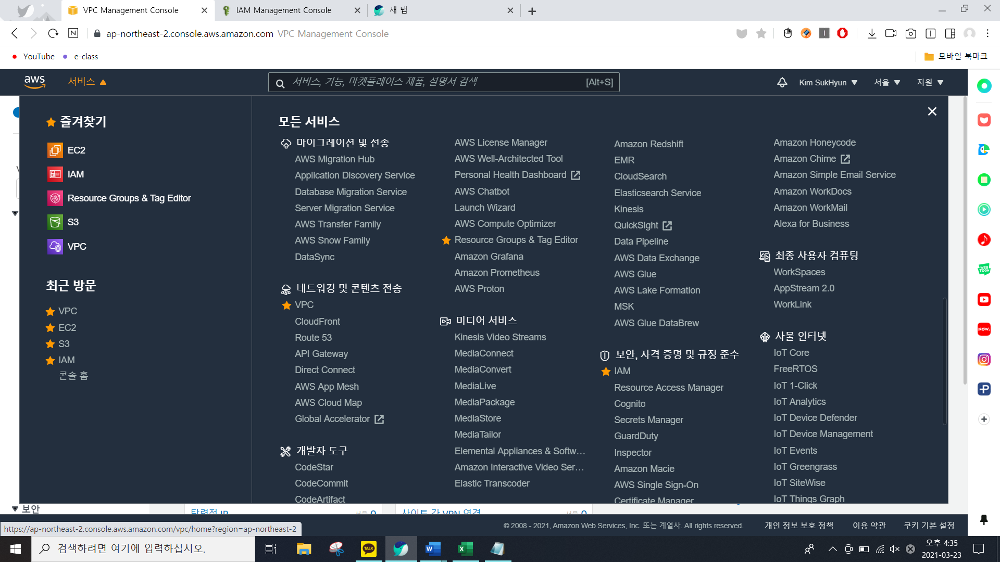 VPC Management Console
IAM Management Console
새 탭
ap-northeast-2.console.aws.amazon.com VPC Management Console
YouTube
e-class
모바일 북마크
aws
서비스
서비스, 기능, 마켓플레이스 제품, 설명서 검색
[Alt+S]
Kim SukHyun
서울
지원
즐겨찾기
EC2
IAM
Resource Groups & Tag Editor
S3
VPC
최근 방문
VPC
EC2
S3
IAM
콘솔 홈
모든 서비스
마이그레이션 및 전송
AWS Migration Hub
Application Discovery Service
Database Migration Service
Server Migration Service
AWS Transfer Family
AWS Snow Family
DataSync
네트워킹 및 콘텐츠 전송
VPC
CloudFront
Route 53
API Gateway
Direct Connect
AWS App Mesh
AWS Cloud Map
Global Accelerator
개발자 도구
CodeStar
CodeCommit
CodeArtifact
AWS License Manager
AWS Well-Architected Tool
Personal Health Dashboard
AWS Chatbot
Launch Wizard
AWS Compute Optimizer
Resource Groups & Tag Editor
Amazon Grafana
Amazon Prometheus
AWS Proton
미디어 서비스
Kinesis Video Streams
MediaConnect
MediaConvert
MediaLive
MediaPackage
MediaStore
MediaTailor
Elemental Appliances & Softw...
Amazon Interactive Video Ser...
Elastic Transcoder
Amazon Redshift
EMR
CloudSearch
Elasticsearch Service
Kinesis
QuickSight
Data Pipeline
AWS Data Exchange
AWS Glue
AWS Lake Formation
MSK
AWS Glue DataBrew
보안, 자격 증명 및 규정 준수
IAM
Resource Access Manager
Cognito
Secrets Manager
GuardDuty
Inspector
Amazon Macie
AWS Single Sign-On
Certificate Manager
Amazon Honeycode
Amazon Chime
Amazon Simple Email Service
Amazon WorkDocs
Amazon WorkMail
Alexa for Business
최종 사용자 컴퓨팅
WorkSpaces
AppStream 2.0
WorkLink
사물 인터넷
IoT Core
FreeRTOS
IoT 1-Click
IoT Analytics
IoT Device Defender
IoT Device Management
IoT Events
IoT Greengrass
IoT SiteWise
IoT Things Graph
WEB TOON
NOW.
보안
탄력적 IP
서울 0
사이트 간 VPN 연결
서울 0
© 2008 - 2021, Amazon Web Services, Inc. 또는 계열사. All rights reserved.
개인 정보 보호 정책
이용 약관
쿠키 기본 설정
https://ap-northeast-2.console.aws.amazon.com/vpc/home?region=ap-northeast-2
검색하려면 여기에 입력하십시오.
TALK
오후 4:35
2021-03-23